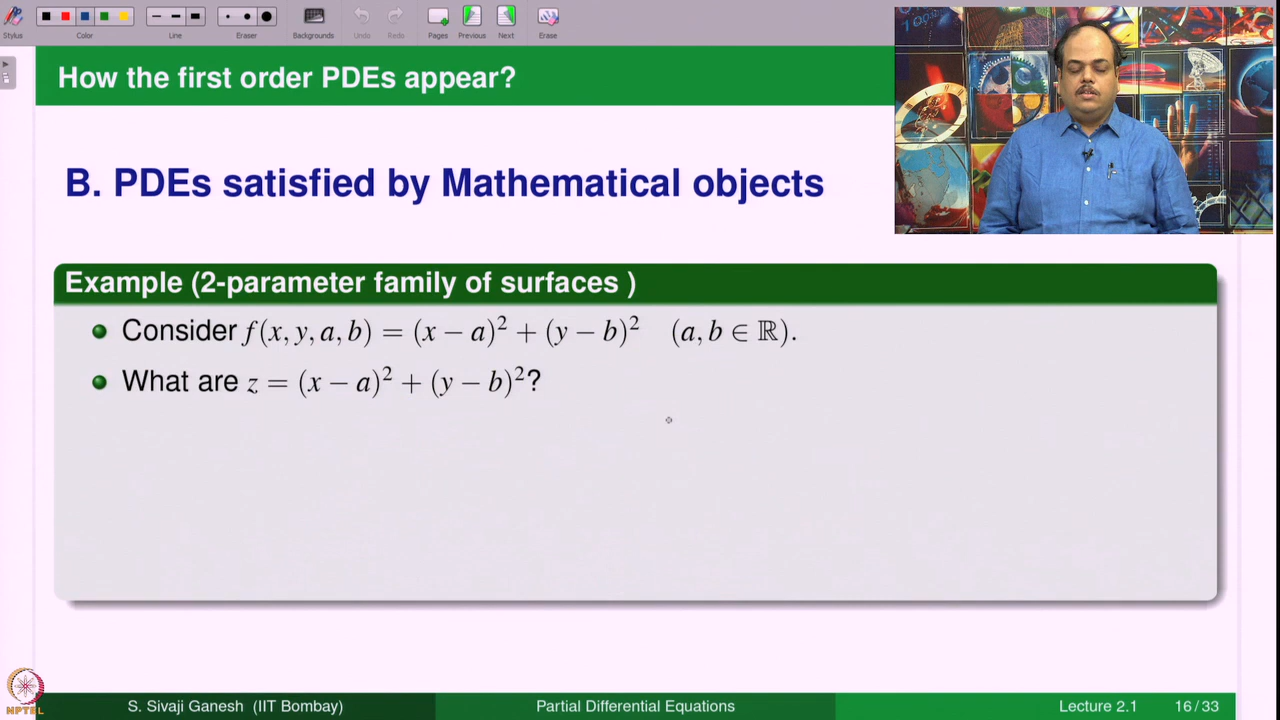 Stylus
Color
Line
Eraser
Backgrounds
Undo
Redo
Pages
Previous
Next
Erase
How the first order PDEs appear?
B. PDEs satisfied by Mathematical objects
Example (2-parameter family of surfaces )
Consider f(x, y, a, b) = (x − a)² + (y − b)² (a, b ∈ ℝ).
What are z = (x − a)² + (y − b)²?
NPTEL
S. Sivaji Ganesh (IIT Bombay)
Partial Differential Equations
Lecture 2.1
16 / 33